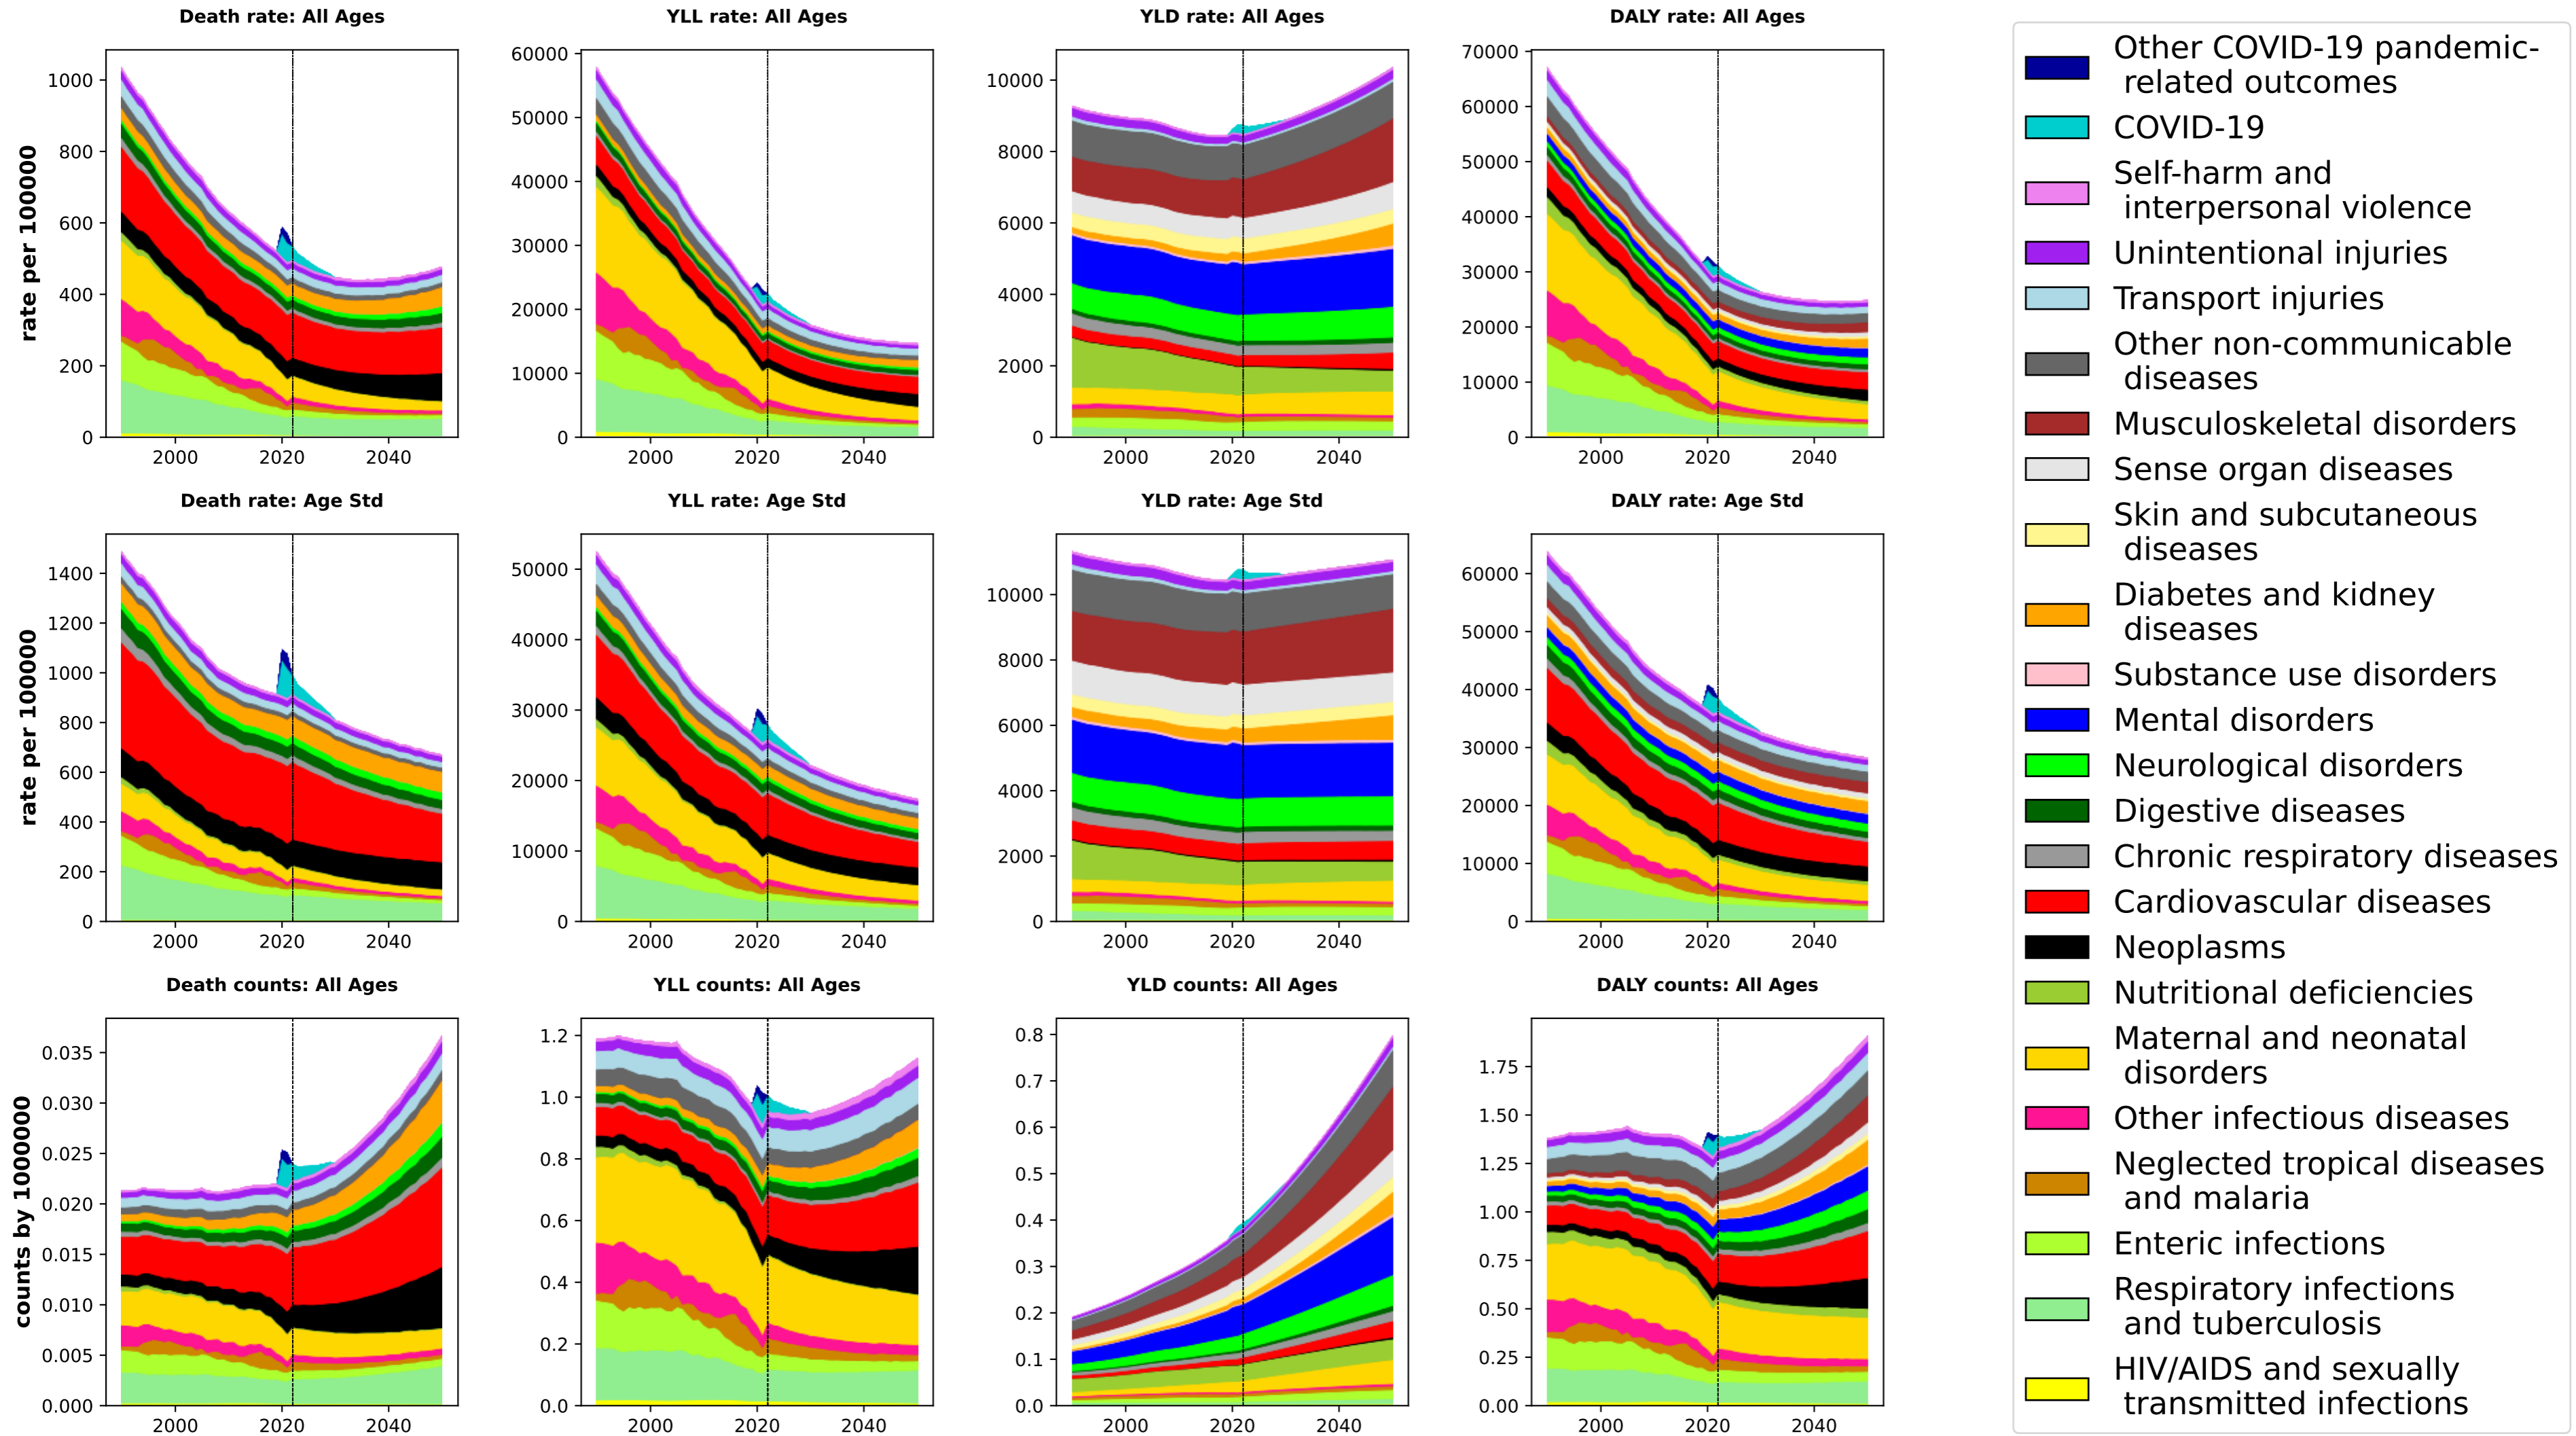 Death rate: All Ages
YLL rate: All Ages
YLD rate: All Ages
DALY rate: All Ages
rate per 100000
1000
800
600
400
200
0
2000 2020 2040
60000
50000
40000
30000
20000
10000
0
2000 2020 2040
10000
8000
6000
4000
2000
0
2000 2020 2040
70000
60000
50000
40000
30000
20000
10000
0
2000 2020 2040
Death rate: Age Std
YLL rate: Age Std
YLD rate: Age Std
DALY rate: Age Std
rate per 100000
1400
1200
1000
800
600
400
200
0
2000 2020 2040
50000
40000
30000
20000
10000
0
2000 2020 2040
10000
8000
6000
4000
2000
0
2000 2020 2040
60000
50000
40000
30000
20000
10000
0
2000 2020 2040
Death counts: All Ages
YLL counts: All Ages
YLD counts: All Ages
DALY counts: All Ages
counts by 1000000
0.035
0.030
0.025
0.020
0.015
0.010
0.005
0.000
2000 2020 2040
1.2
1.0
0.8
0.6
0.4
0.2
0.0
2000 2020 2040
0.8
0.7
0.6
0.5
0.4
0.3
0.2
0.1
0.0
2000 2020 2040
1.75
1.50
1.25
1.00
0.75
0.50
0.25
0.00
2000 2020 2040
Other COVID-19 pandemic-
related outcomes
COVID-19
Self-harm and
interpersonal violence
Unintentional injuries
Transport injuries
Other non-communicable
diseases
Musculoskeletal disorders
Sense organ diseases
Skin and subcutaneous
diseases
Diabetes and kidney
diseases
Substance use disorders
Mental disorders
Neurological disorders
Digestive diseases
Chronic respiratory diseases
Cardiovascular diseases
Neoplasms
Nutritional deficiencies
Maternal and neonatal
disorders
Other infectious diseases
Neglected tropical diseases
and malaria
Enteric infections
Respiratory infections
and tuberculosis
HIV/AIDS and sexually
transmitted infections